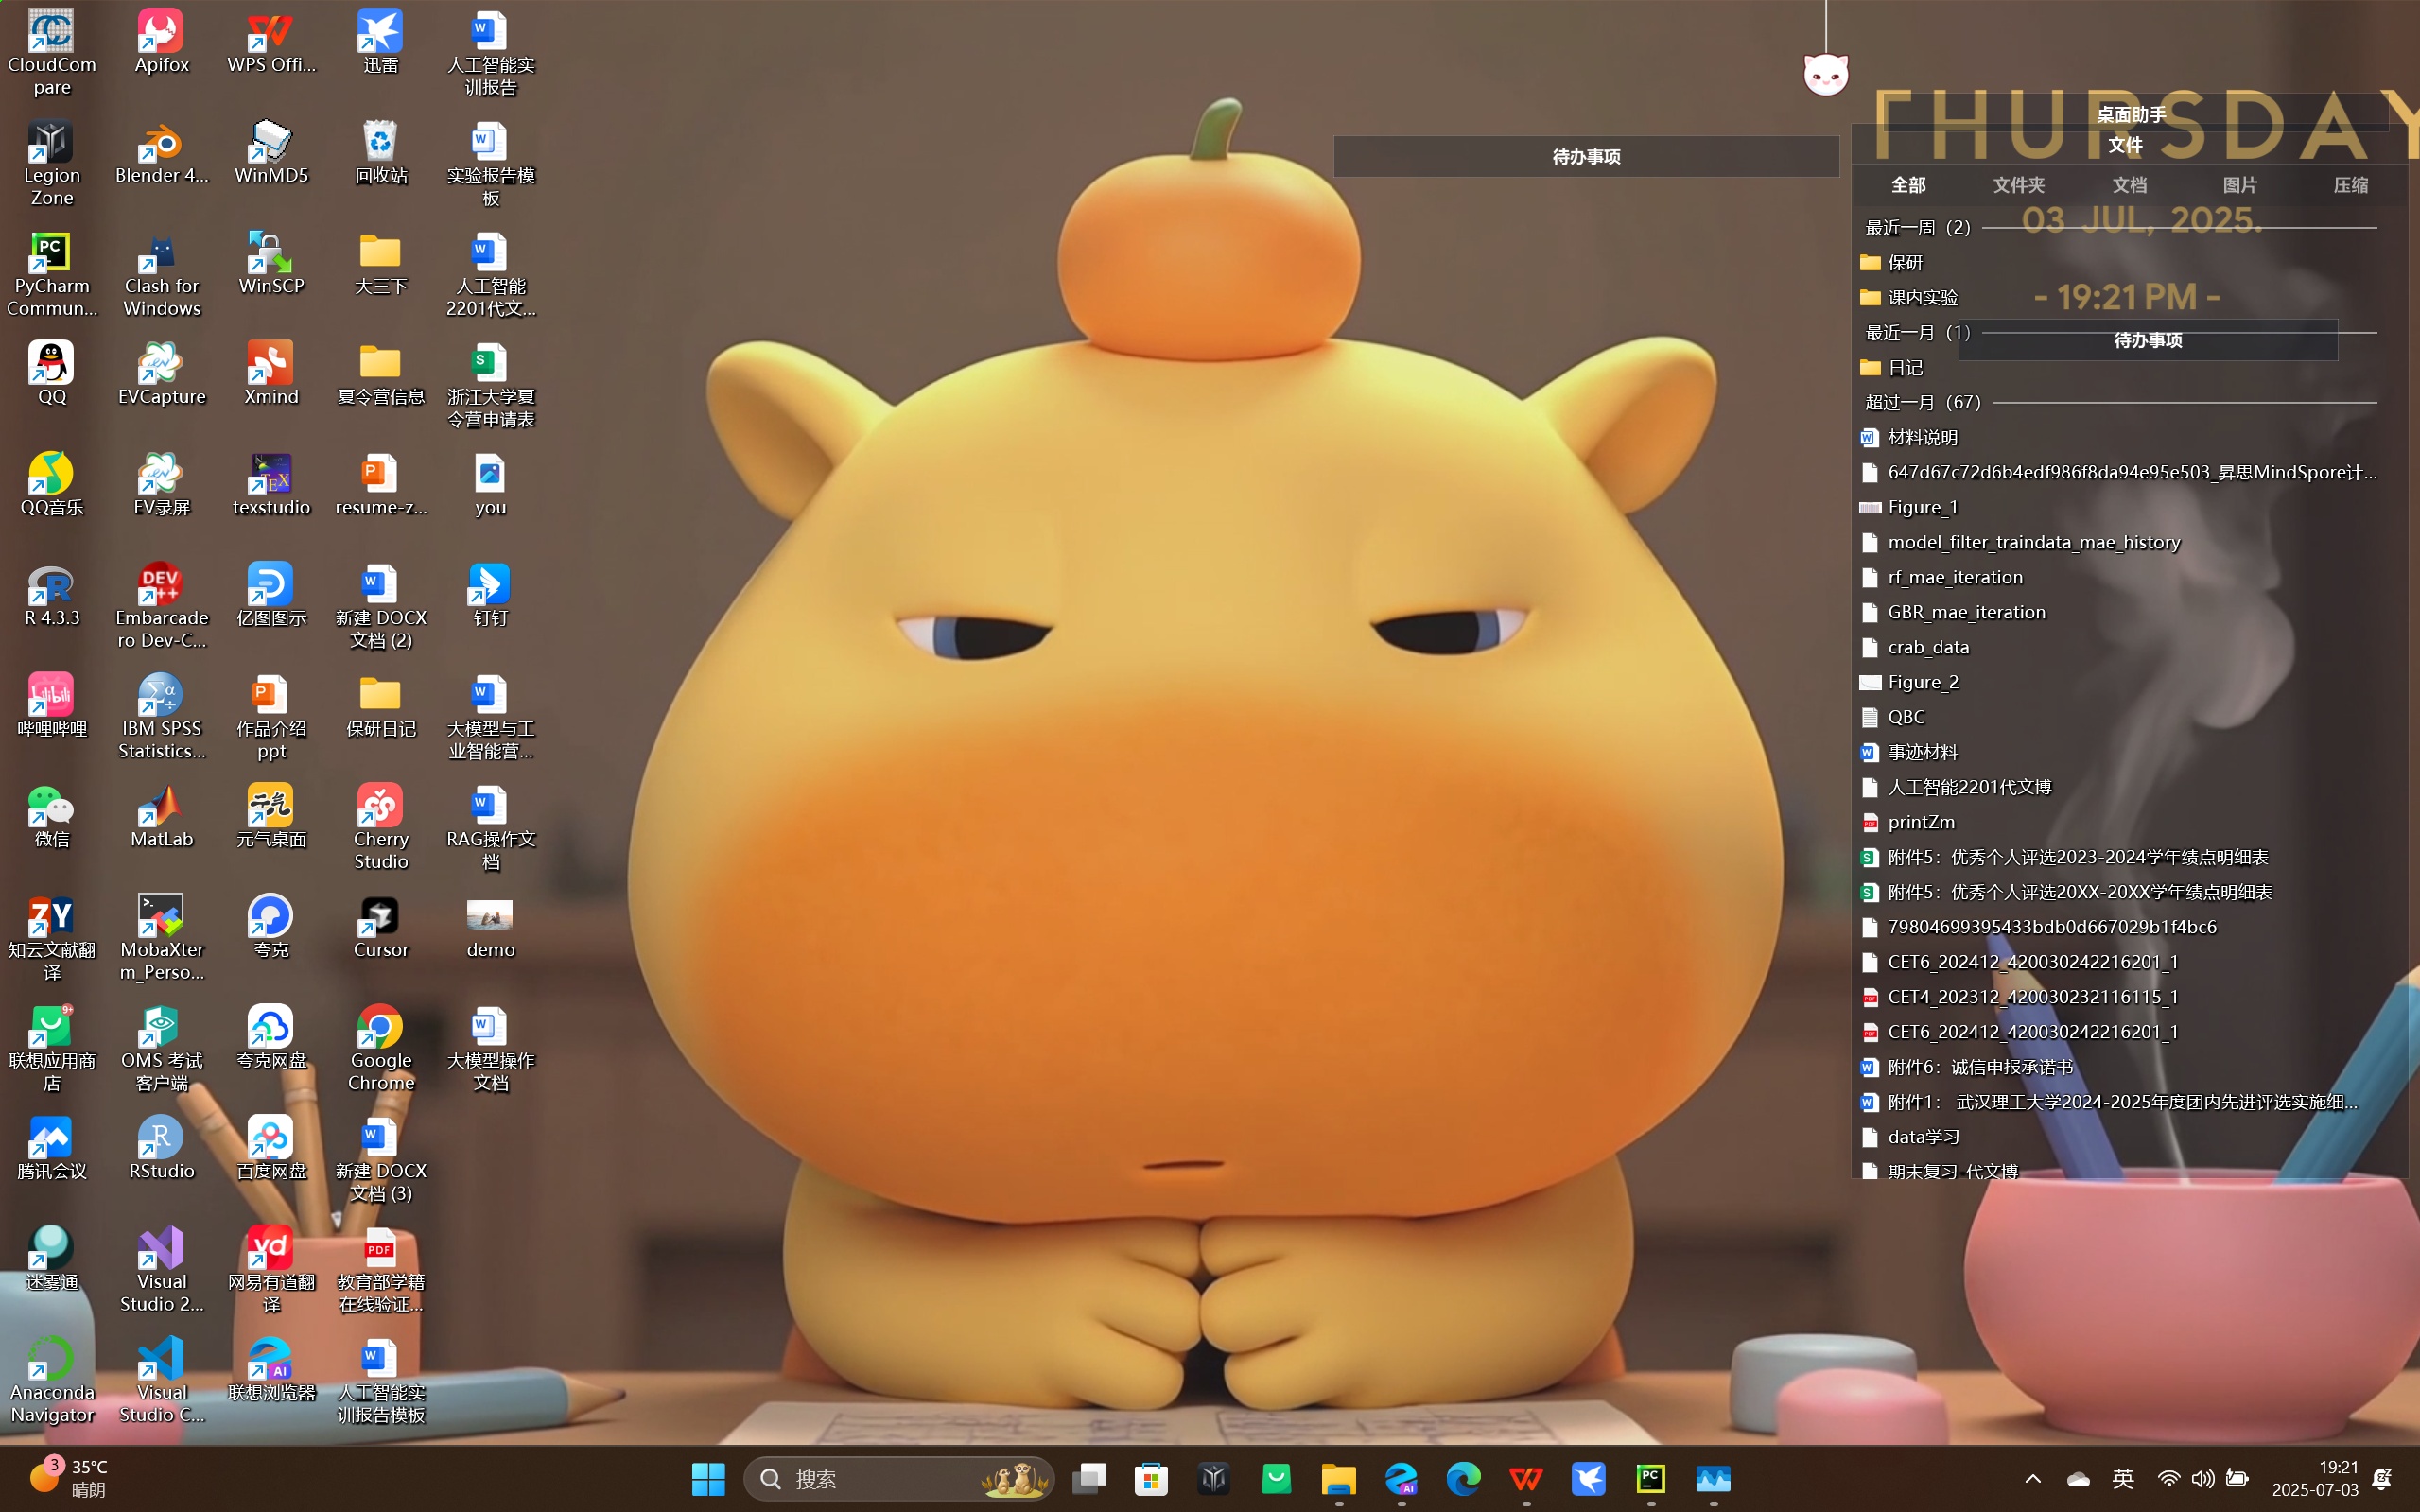 CloudCom
pare
Apifox
WPS Offi...
迅雷
人工智能实
训报告
Legion
Zone
Blender 4...
WinMD5
回收站
实验报告模
板
PyCharm
Commun...
Clash for
Windows
WinSCP
大三下
人工智能
2201代文...
QQ
EVCapture
Xmind
夏令营信息
浙江大学夏
令营申请表
QQ音乐
EV录屏
texstudio
resume-z...
you
R 4.3.3
Embarcade
ro Dev-C...
亿图图示
新建 DOCX
文档 (2)
钉钉
哔哩哔哩
IBM SPSS
Statistics...
作品介绍
ppt
保研日记
大模型与工
业智能营...
微信
MatLab
元气桌面
Cherry
Studio
RAG操作文
档
知云文献翻
译
MobaXter
m_Perso...
夸克
Cursor
demo
联想应用商
店
OMS 考试
客户端
夸克网盘
Google
Chrome
大模型操作
文档
腾讯会议
RStudio
百度网盘
新建 DOCX
文档 (3)
迷雾通
Visual
Studio 2...
网易有道翻
译
教育部学籍
在线验证...
Anaconda
Navigator
Visual
Studio C...
联想浏览器
人工智能实
训报告模板
待办事项
THURSDAY
桌面助手
文件
全部 文件夹 文档 图片 压缩
03 JUL, 2025.
最近一周（2）
保研
课内实验
- 19:21 PM -
最近一月（1）
待办事项
日记
超过一月（67）
材料说明
647d67c72d6b4edf986f8da94e95e503_昇思MindSpore计...
Figure_1
model_filter_traindata_mae_history
rf_mae_iteration
GBR_mae_iteration
crab_data
Figure_2
QBC
事迹材料
人工智能2201代文博
printZm
附件5：优秀个人评选2023-2024学年绩点明细表
附件5：优秀个人评选20XX-20XX学年绩点明细表
79804699395433bdb0d667029b1f4bc6
CET6_202412_420030242216201_1
CET4_202312_420030232116115_1
CET6_202412_420030242216201_1
附件6：诚信申报承诺书
附件1： 武汉理工大学2024-2025年度团内先进评选实施细...
data学习
期末复习-代文博
3
35°C
晴朗
搜索
英
19:21
2025-07-03